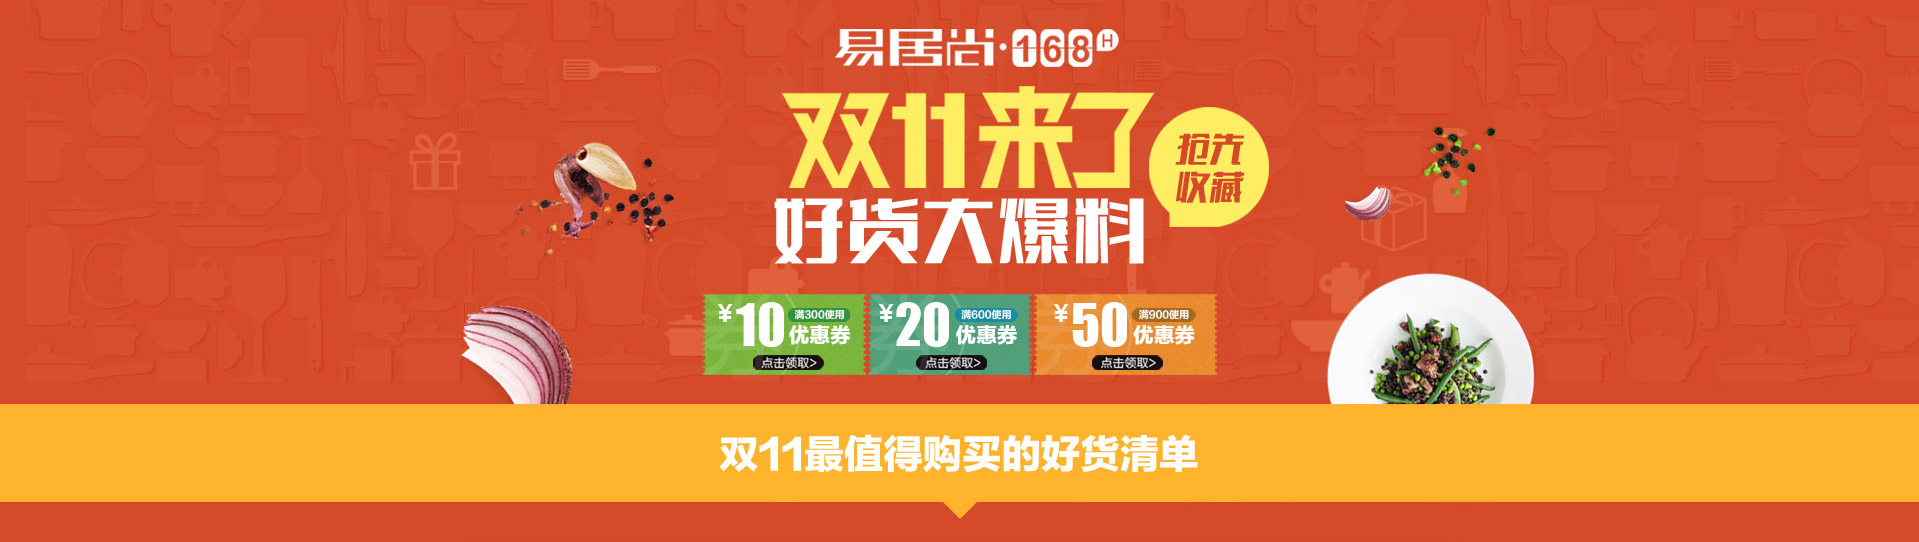 易居尚·168H
双11来了
抢先
收藏
好货大爆料
¥10 满300使用
优惠券
点击领取>
¥20 满600使用
优惠券
点击领取>
¥50 满900使用
优惠券
点击领取>
双11最值得购买的好货清单